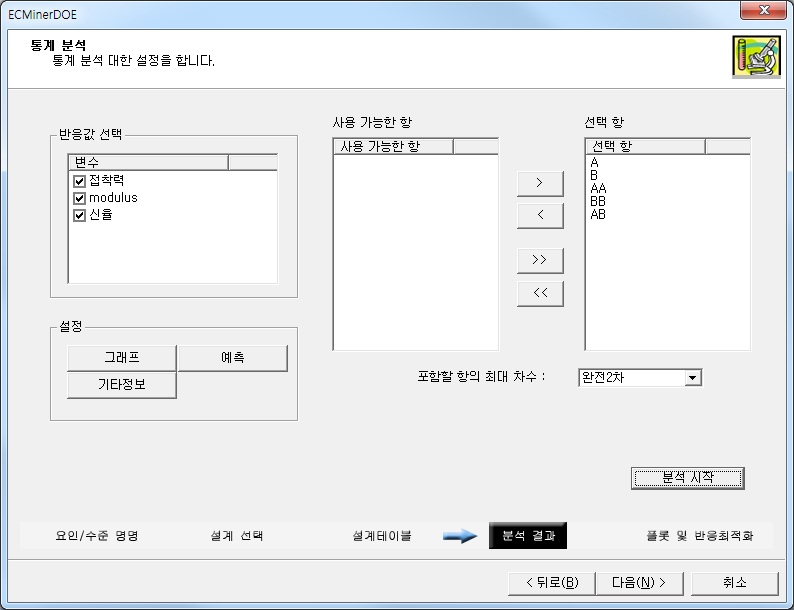 ECMinerDOE
통계 분석
통계 분석 대한 설정을 합니다.
반응값 선택
변수
접착력
modulus
신율
설정
그래프
예측
기타정보
사용 가능한 항
사용 가능한 항
>
<
>>
<<
선택 항
선택 항
A
B
AA
BB
AB
포함할 항의 최대 차수 :
완전2차
분석 시작
요인/수준 명명
설계 선택
설계테이블
분석 결과
플롯 및 반응최적화
< 뒤로(B)
다음(N) >
취소